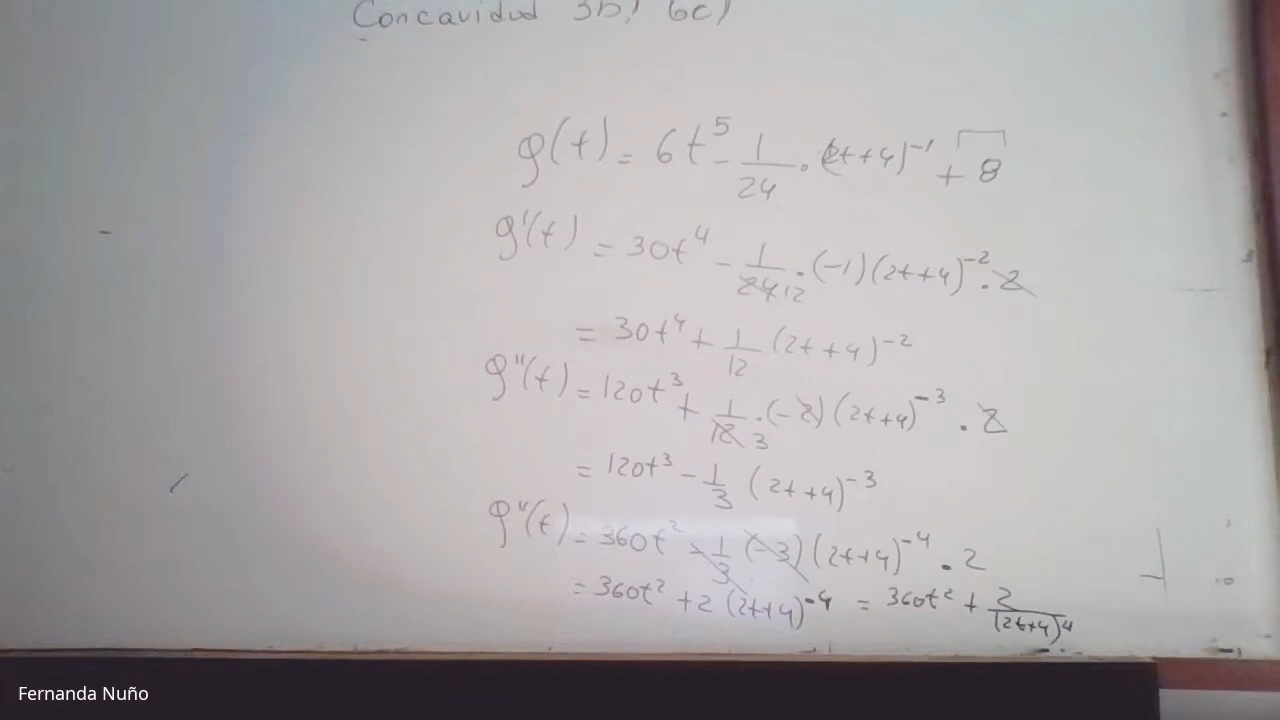 Concavidad 3b) 6c)
g(t) = 6t⁵ - 1/24 · (2t+4)⁻¹ + 8
g'(t) = 30t⁴ - 1/24 12 · (-1)(2t+4)⁻² · 2
= 30t⁴ + 1/12 (2t+4)⁻²
g''(t) = 120t³ + 1/12 3 · (-2)(2t+4)⁻³ · 2
= 120t³ - 1/3 (2t+4)⁻³
g'''(t) = 360t² - 1/3 (-3)(2t+4)⁻⁴ · 2
= 360t² + 2(2t+4)⁻⁴ = 360t² + 2/(2t+4)⁴
Fernanda Nuño